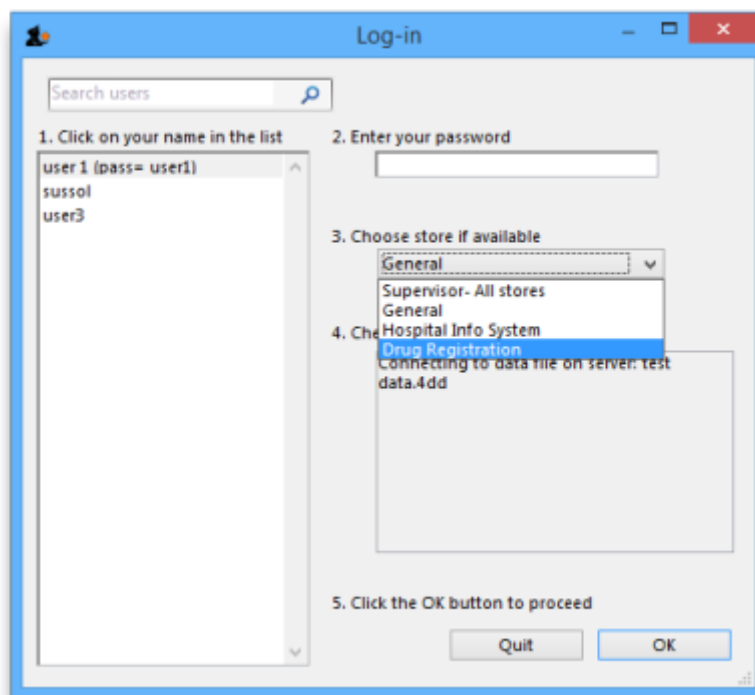 Log-in
Search users
1. Click on your name in the list
user 1 (pass= user1)
sussol
user3
2. Enter your password
3. Choose store if available
General
Supervisor- All stores
General
Hospital Info System
Drug Registration
4.
Connecting to data file on server: test
data.4dd
5. Click the OK button to proceed
Quit
OK